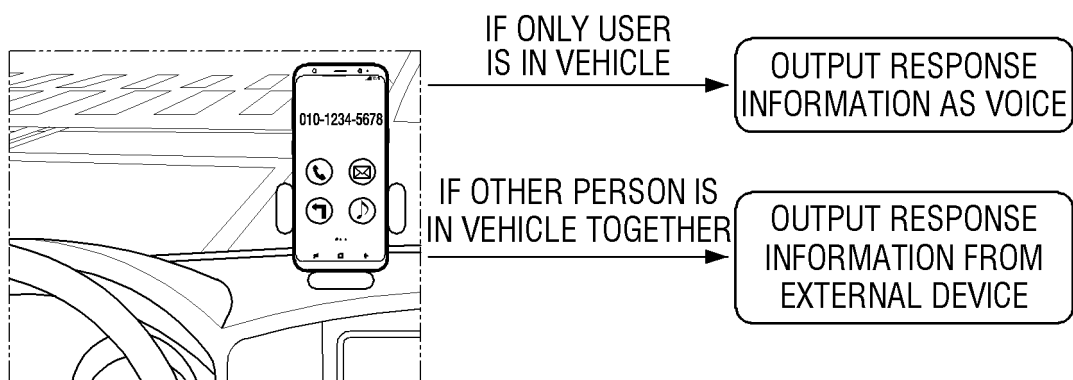 IF ONLY USER
IS IN VEHICLE
OUTPUT RESPONSE
INFORMATION AS VOICE
010-1234-5678
IF OTHER PERSON IS
IN VEHICLE TOGETHER
OUTPUT RESPONSE
INFORMATION FROM
EXTERNAL DEVICE